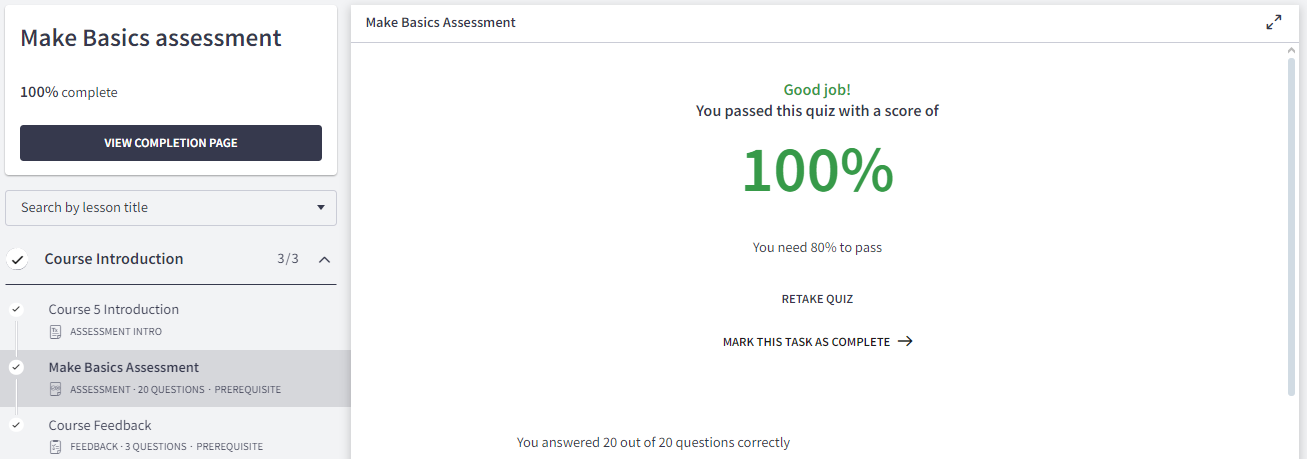 Make Basics assessment
100% complete
VIEW COMPLETION PAGE
Search by lesson title
Course Introduction 3/3
Course 5 Introduction
ASSESSMENT INTRO
Make Basics Assessment
ASSESSMENT · 20 QUESTIONS · PREREQUISITE
Course Feedback
FEEDBACK · 3 QUESTIONS · PREREQUISITE
Make Basics Assessment
Good job!
You passed this quiz with a score of
100%
You need 80% to pass
RETAKE QUIZ
MARK THIS TASK AS COMPLETE
You answered 20 out of 20 questions correctly